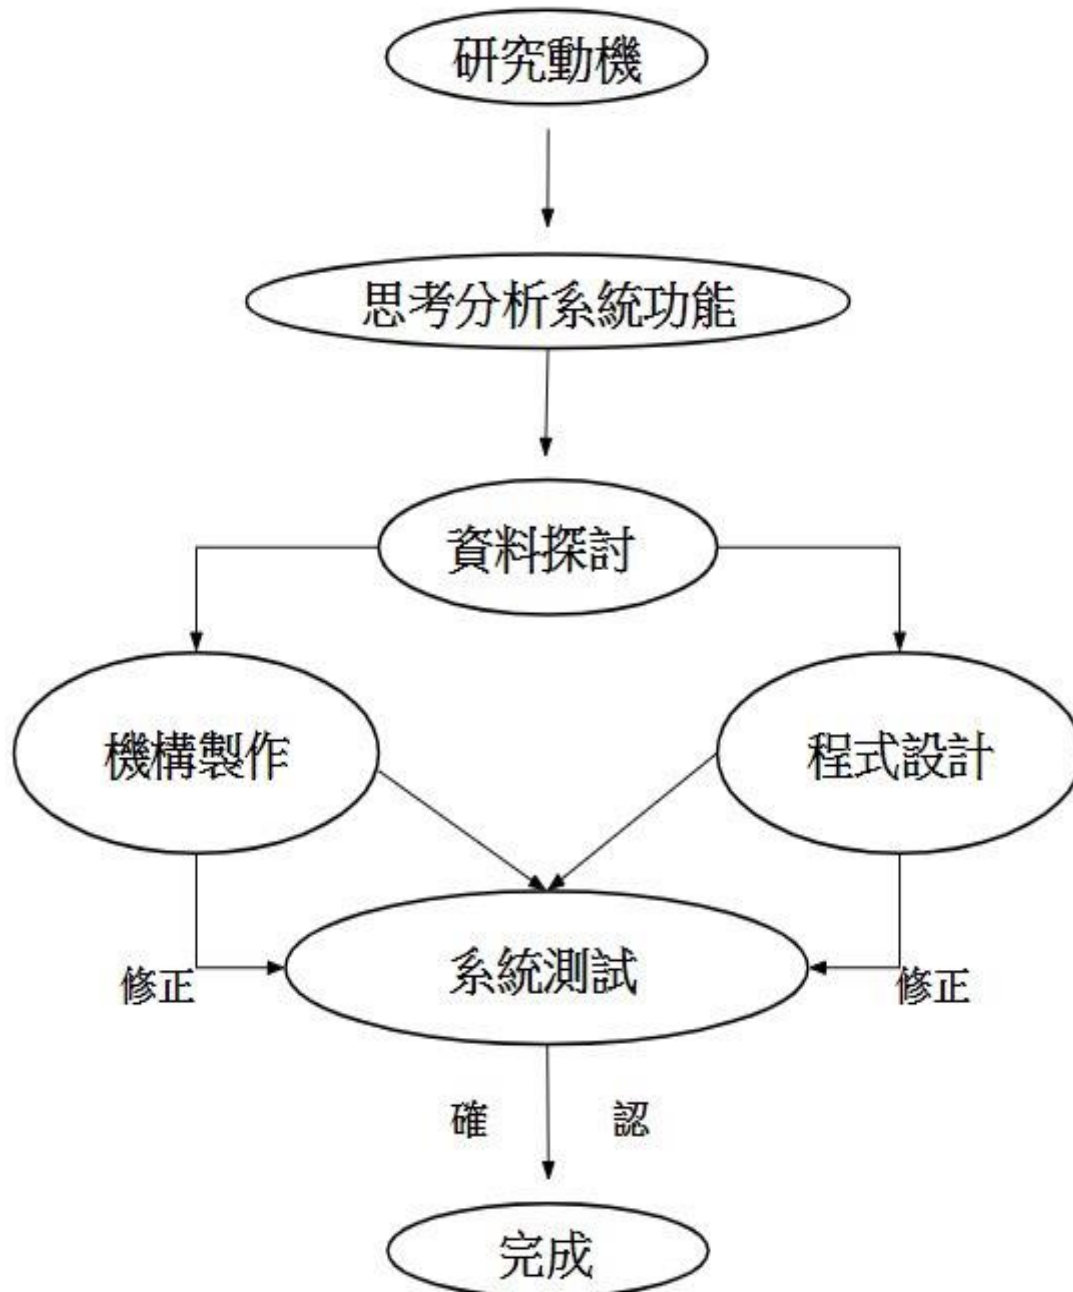 研究動機
思考分析系統功能
資料探討
機構製作
程式設計
系統測試
修正
修正
確 認
完成